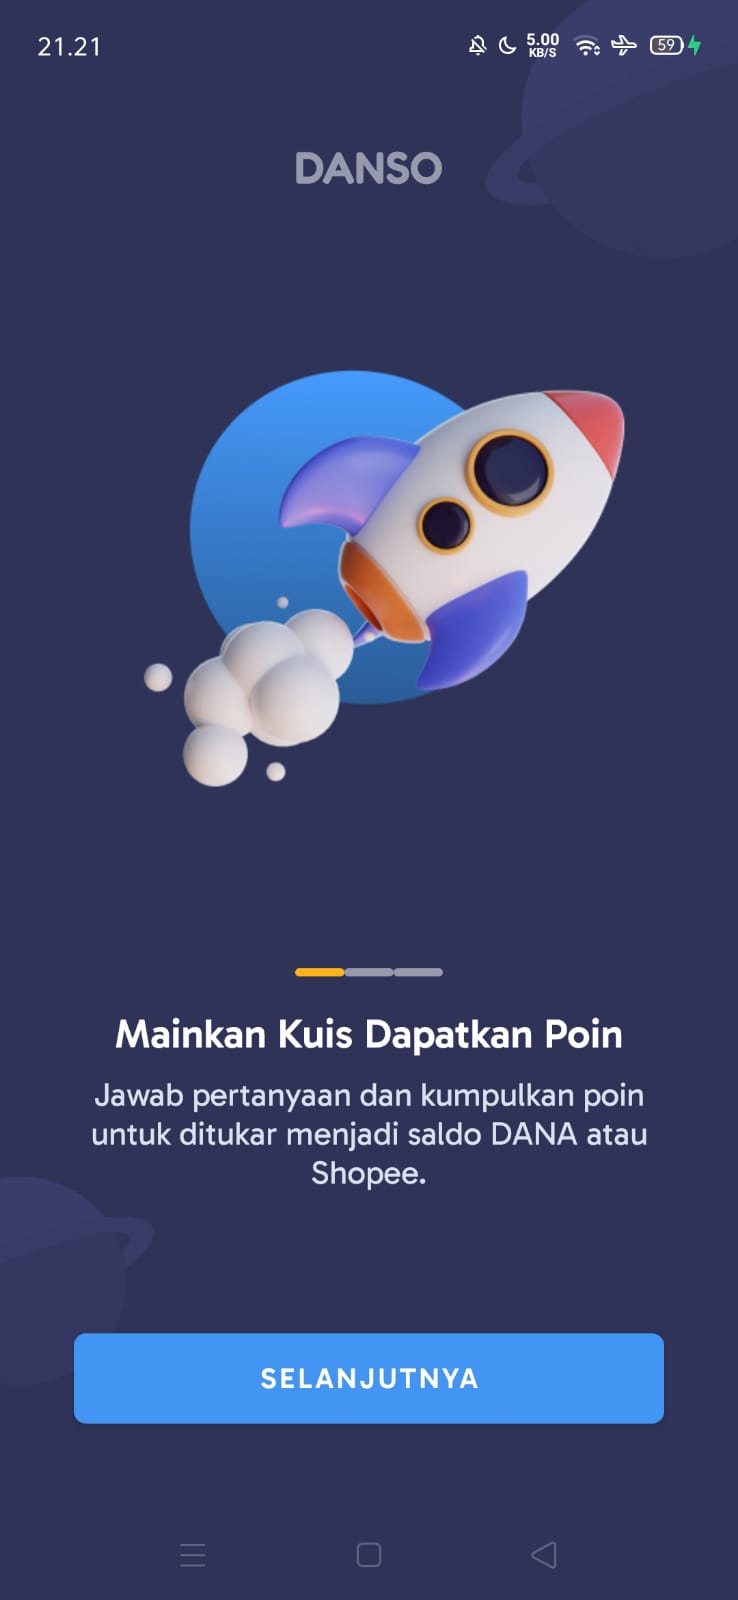 21.21
5.00
KB/S
59
DANSO
Mainkan Kuis Dapatkan Poin
Jawab pertanyaan dan kumpulkan poin
untuk ditukar menjadi saldo DANA atau
Shopee.
SELANJUTNYA